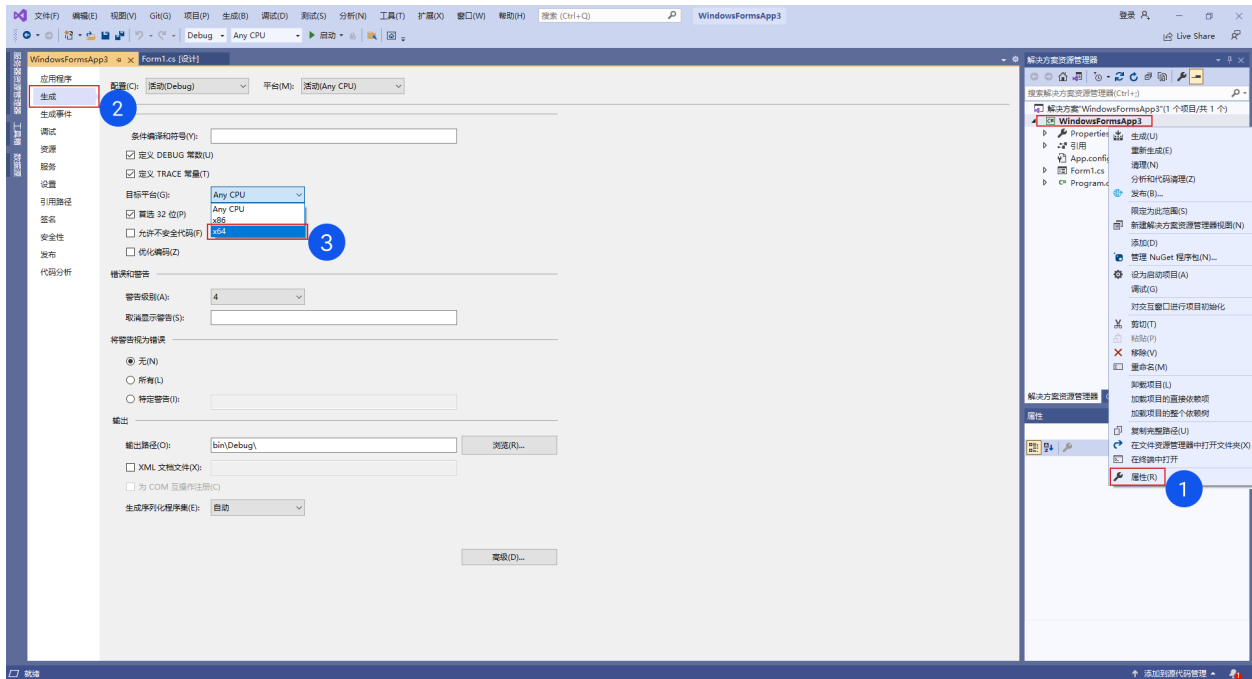 文件(F) 编辑(E) 视图(V) Git(G) 项目(P) 生成(B) 调试(D) 测试(S) 分析(N) 工具(T) 扩展(X) 窗口(W) 帮助(H) 搜索 (Ctrl+Q) WindowsFormsApp3 登录
Debug Any CPU 启动 Live Share
WindowsFormsApp3 Form1.cs [设计]
应用程序
生成
2
生成事件
调试
资源
服务
设置
引用路径
签名
安全性
发布
代码分析
配置(C): 活动(Debug) 平台(M): 活动(Any CPU)
条件编译和符号(Y):
定义 DEBUG 常数(U)
定义 TRACE 常量(T)
目标平台(G): Any CPU
Any CPU
x86
x64
3
首选 32 位(P)
允许不安全代码(F)
优化编码(Z)
错误和警告
警告级别(A): 4
取消显示警告(S):
将警告视为错误
无(N)
所有(L)
特定警告(I):
输出
输出路径(O): bin\Debug\ 浏览(R)...
XML 文档文件(X):
为 COM 互操作注册(C)
生成序列化程序集(E): 自动
高级(D)...
解决方案资源管理器
搜索解决方案资源管理器(Ctrl+;)
解决方案"WindowsFormsApp3"(1 个项目/共 1 个)
WindowsFormsApp3
Properties
引用
App.config
Form1.cs
Program.c
生成(U)
重新生成(E)
清理(N)
分析和代码清理(Z)
发布(B)...
限定为此范围(S)
新建解决方案资源管理器视图(N)
添加(D)
管理 NuGet 程序包(N)...
设为启动项目(A)
调试(G)
对交互窗口进行项目初始化
剪切(T)
粘贴(P)
移除(V)
重命名(M)
卸载项目(L)
加载项目的直接依赖项
加载项目的整个依赖树
复制完整路径(U)
在文件资源管理器中打开文件夹(X)
在终端中打开
属性(R)
1
解决方案资源管理器
属性
就绪 添加到源代码管理 1